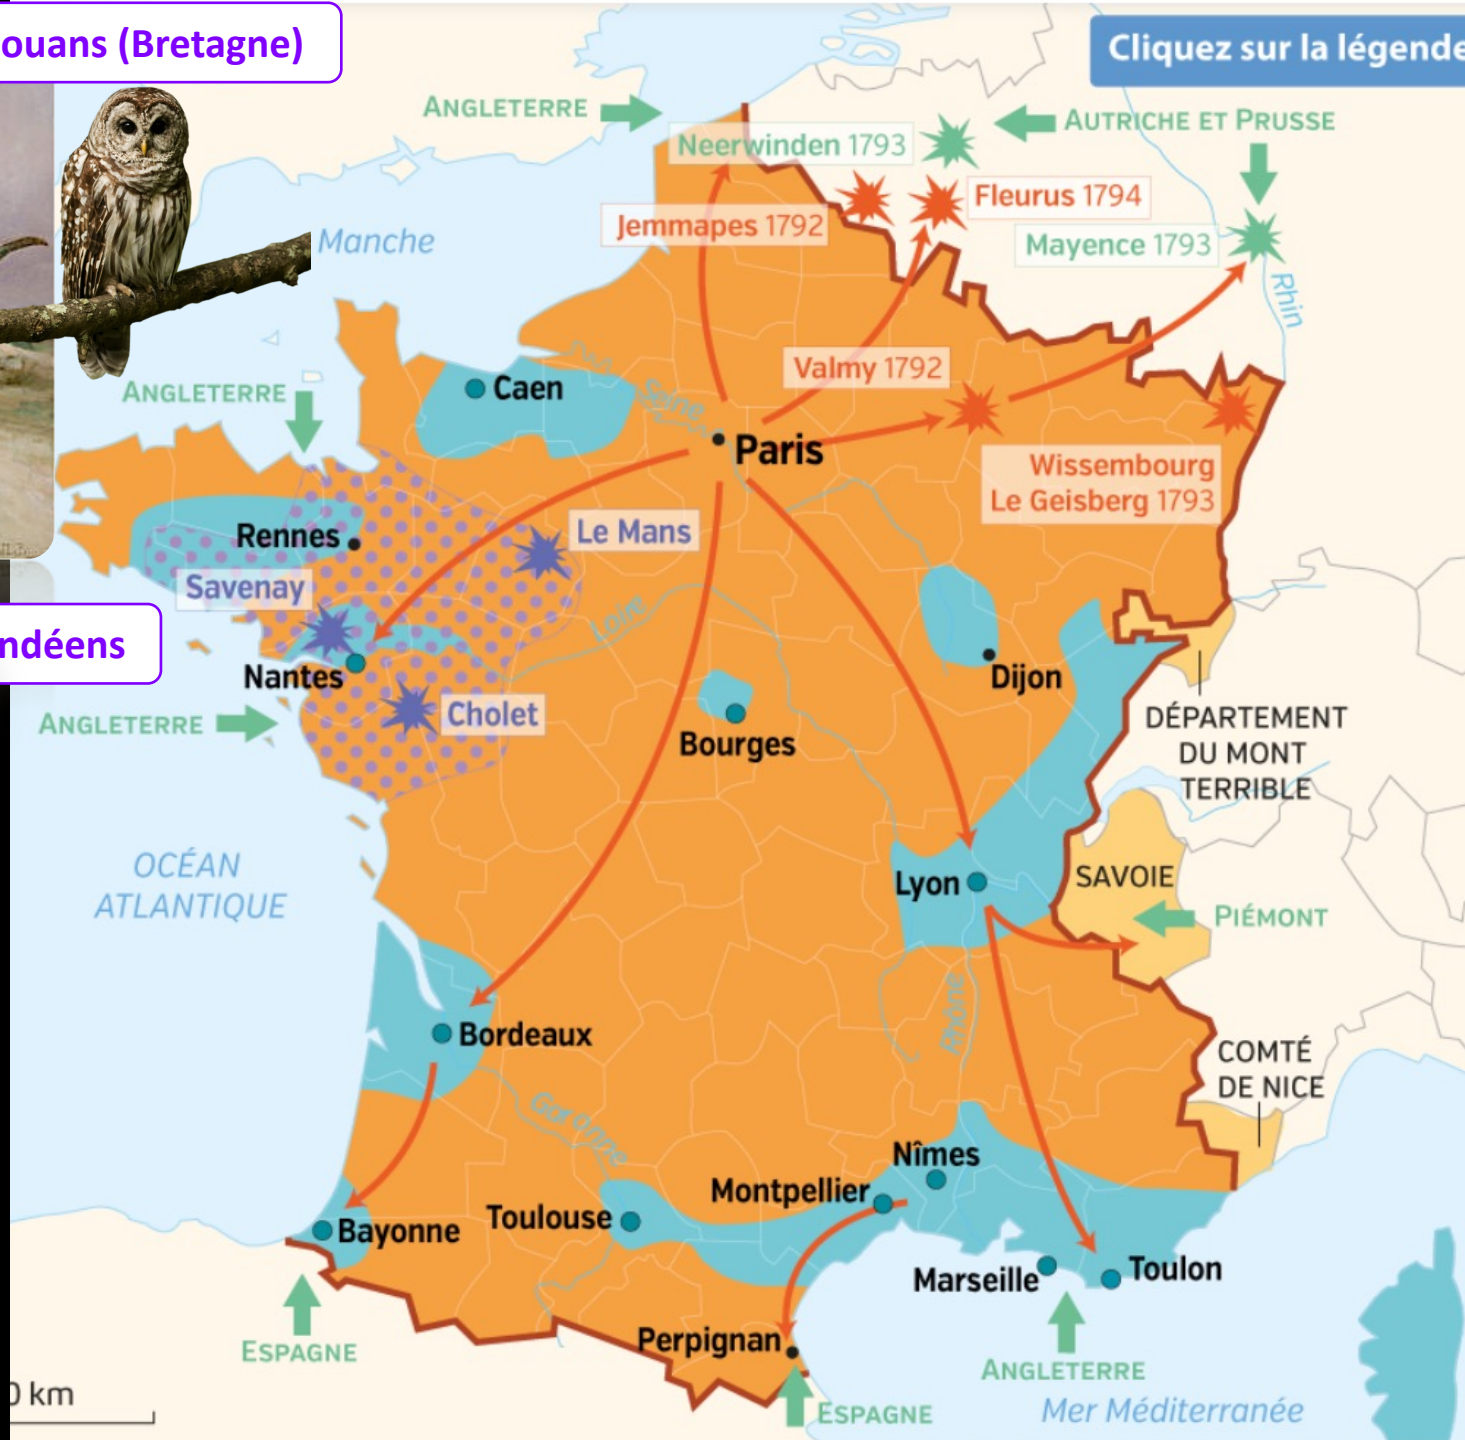 ouans (Bretagne)
Cliquez sur la légende
ANGLETERRE
AUTRICHE ET PRUSSE
Neerwinden 1793
Fleurus 1794
Jemmapes 1792
Mayence 1793
Manche
Rhin
Valmy 1792
ANGLETERRE
Caen
Seine
Paris
Wissembourg
Le Geisberg 1793
Rennes
Le Mans
Savenay
Loire
ndéens
Nantes
Dijon
Cholet
ANGLETERRE
Bourges
DÉPARTEMENT
DU MONT
TERRIBLE
OCÉAN
ATLANTIQUE
Lyon
SAVOIE
PIÉMONT
Rhône
Bordeaux
COMTÉ
DE NICE
Garonne
Nîmes
Montpellier
Toulouse
Bayonne
Marseille
Toulon
Perpignan
ESPAGNE
ANGLETERRE
0 km
ESPAGNE
Mer Méditerranée